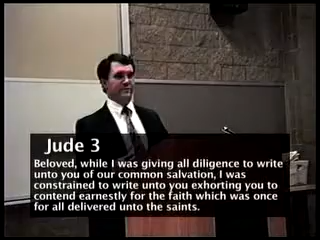 Jude 3
Beloved, while I was giving all diligence to write
unto you of our common salvation, I was
constrained to write unto you exhorting you to
contend earnestly for the faith which was once
for all delivered unto the saints.